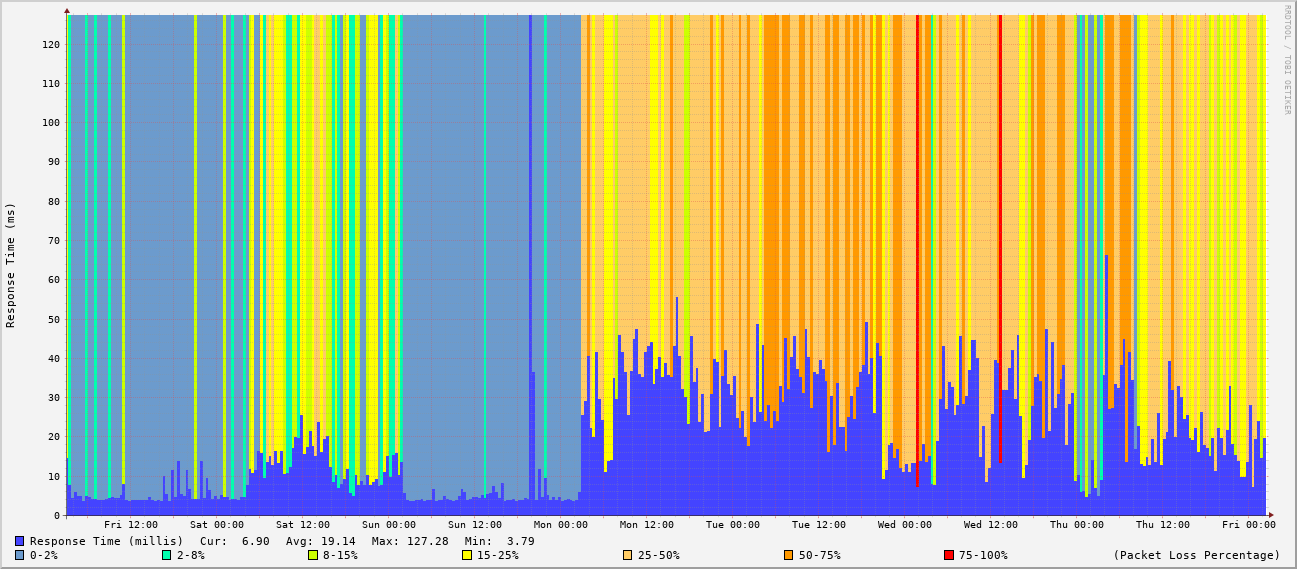 RRDTOOL / TOBI OETIKER
Response Time (ms)
120
110
100
90
80
70
60
50
40
30
20
10
0
Fri 12:00 Sat 00:00 Sat 12:00 Sun 00:00 Sun 12:00 Mon 00:00 Mon 12:00 Tue 00:00 Tue 12:00 Wed 00:00 Wed 12:00 Thu 00:00 Thu 12:00 Fri 00:00
Response Time (millis) Cur: 6.90 Avg: 19.14 Max: 127.28 Min: 3.79
0-2% 2-8% 8-15% 15-25% 25-50% 50-75% 75-100% (Packet Loss Percentage)